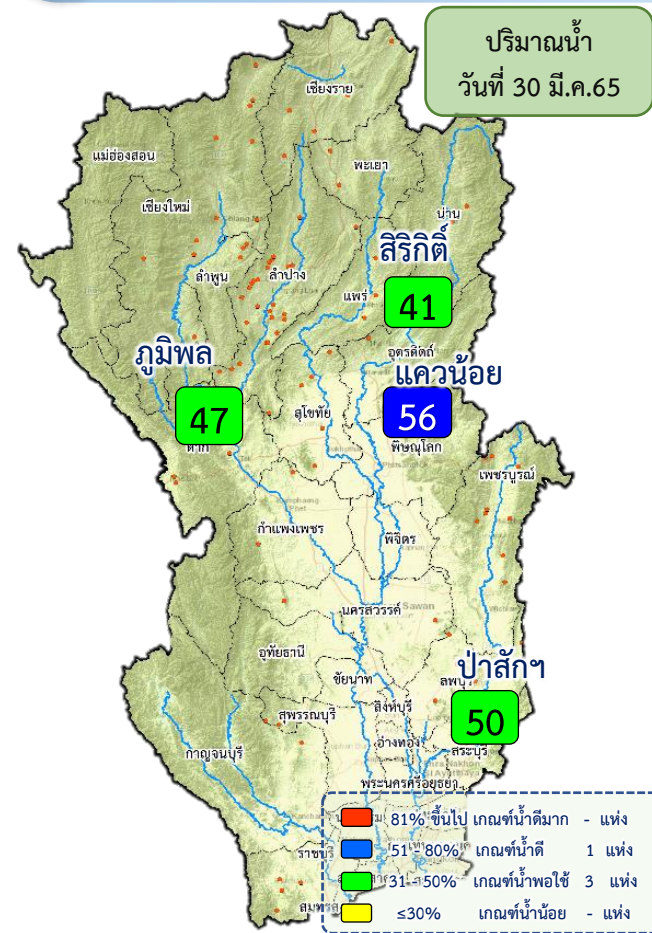 ปริมาณน้ำ
วันที่ 30 มี.ค.65
เชียงราย
แม่ฮ่องสอน
พะเยา
เชียงใหม่
น่าน
สิริกิติ์
ลำพูน
ลำปาง
แพร่
41
ภูมิพล
อุตรดิตถ์
แควน้อย
47
56
สุโขทัย
ตาก
พิษณุโลก
เพชรบูรณ์
กำแพงเพชร
พิจิตร
นครสวรรค์
Sawan
อุทัยธานี
ป่าสักฯ
ชัยนาท
ลพบุรี
สิงห์บุรี
สุพรรณบุรี
50
อ่างทอง
กาญจนบุรี
สระบุรี
พระนครศรีอยุธยา
81% ขึ้นไป เกณฑ์น้ำดีมาก - แห่ง
51 - 80% เกณฑ์น้ำดี 1 แห่ง
ราชบุรี
31 - 50% เกณฑ์น้ำพอใช้ 3 แห่ง
≤30% เกณฑ์น้ำน้อย - แห่ง